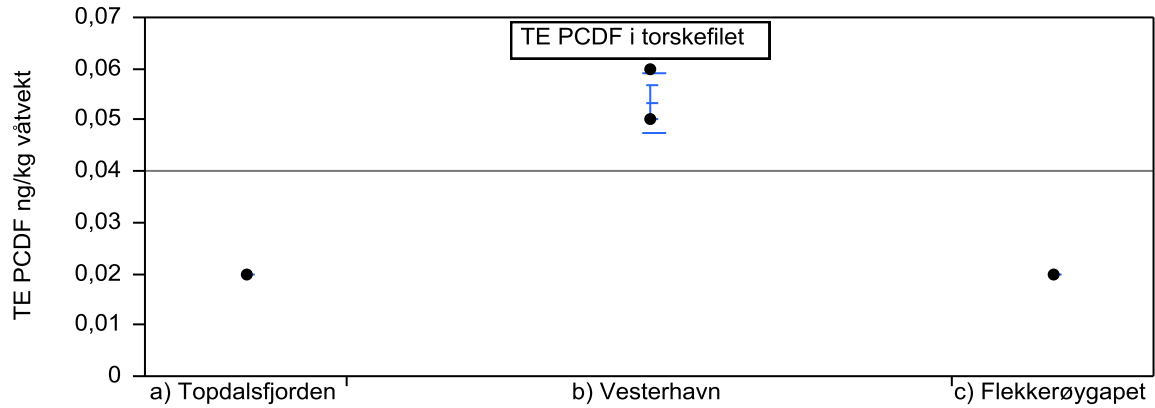 TE PCDF i torskefilet
TE PCDF ng/kg våtvekt
0,07
0,06
0,05
0,04
0,03
0,02
0,01
0
a) Topdalsfjorden
b) Vesterhavn
c) Flekkerøygapet